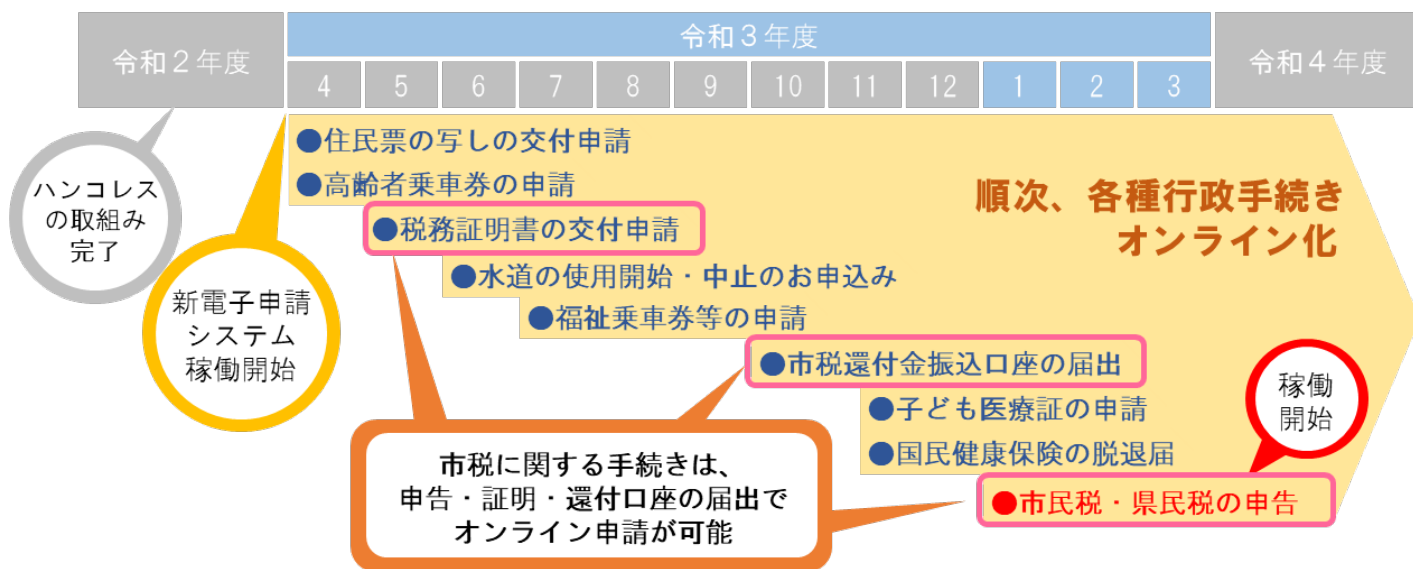 令和２年度
令和３年度
令和４年度
4 5 6 7 8 9 10 11 12 1 2 3
ハンコレス
の取組み
完了
新電子申請
システム
稼働開始
●住民票の写しの交付申請
●高齢者乗車券の申請
●税務証明書の交付申請
●水道の使用開始・中止のお申込み
●福祉乗車券等の申請
●市税還付金振込口座の届出
●子ども医療証の申請
●国民健康保険の脱退届
●市民税・県民税の申告
順次、各種行政手続き
オンライン化
稼働
開始
市税に関する手続きは、
申告・証明・還付口座の届出で
オンライン申請が可能